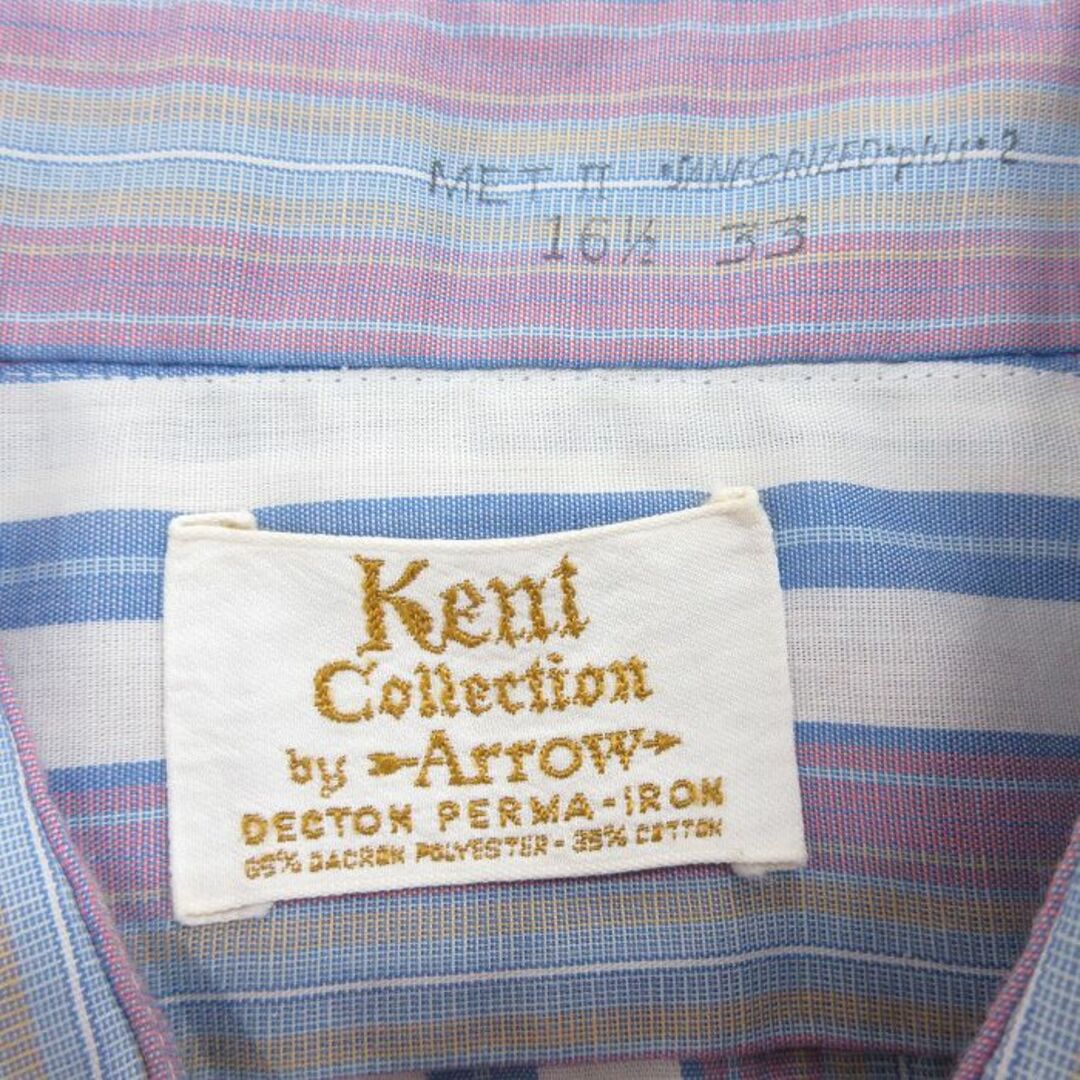 MET II "SANFORIZED•plus•2
16½ 33
Kent
Collection
by Arrow
DECTON PERMA-IRON
65% DACRON POLYESTER - 35% COTTON